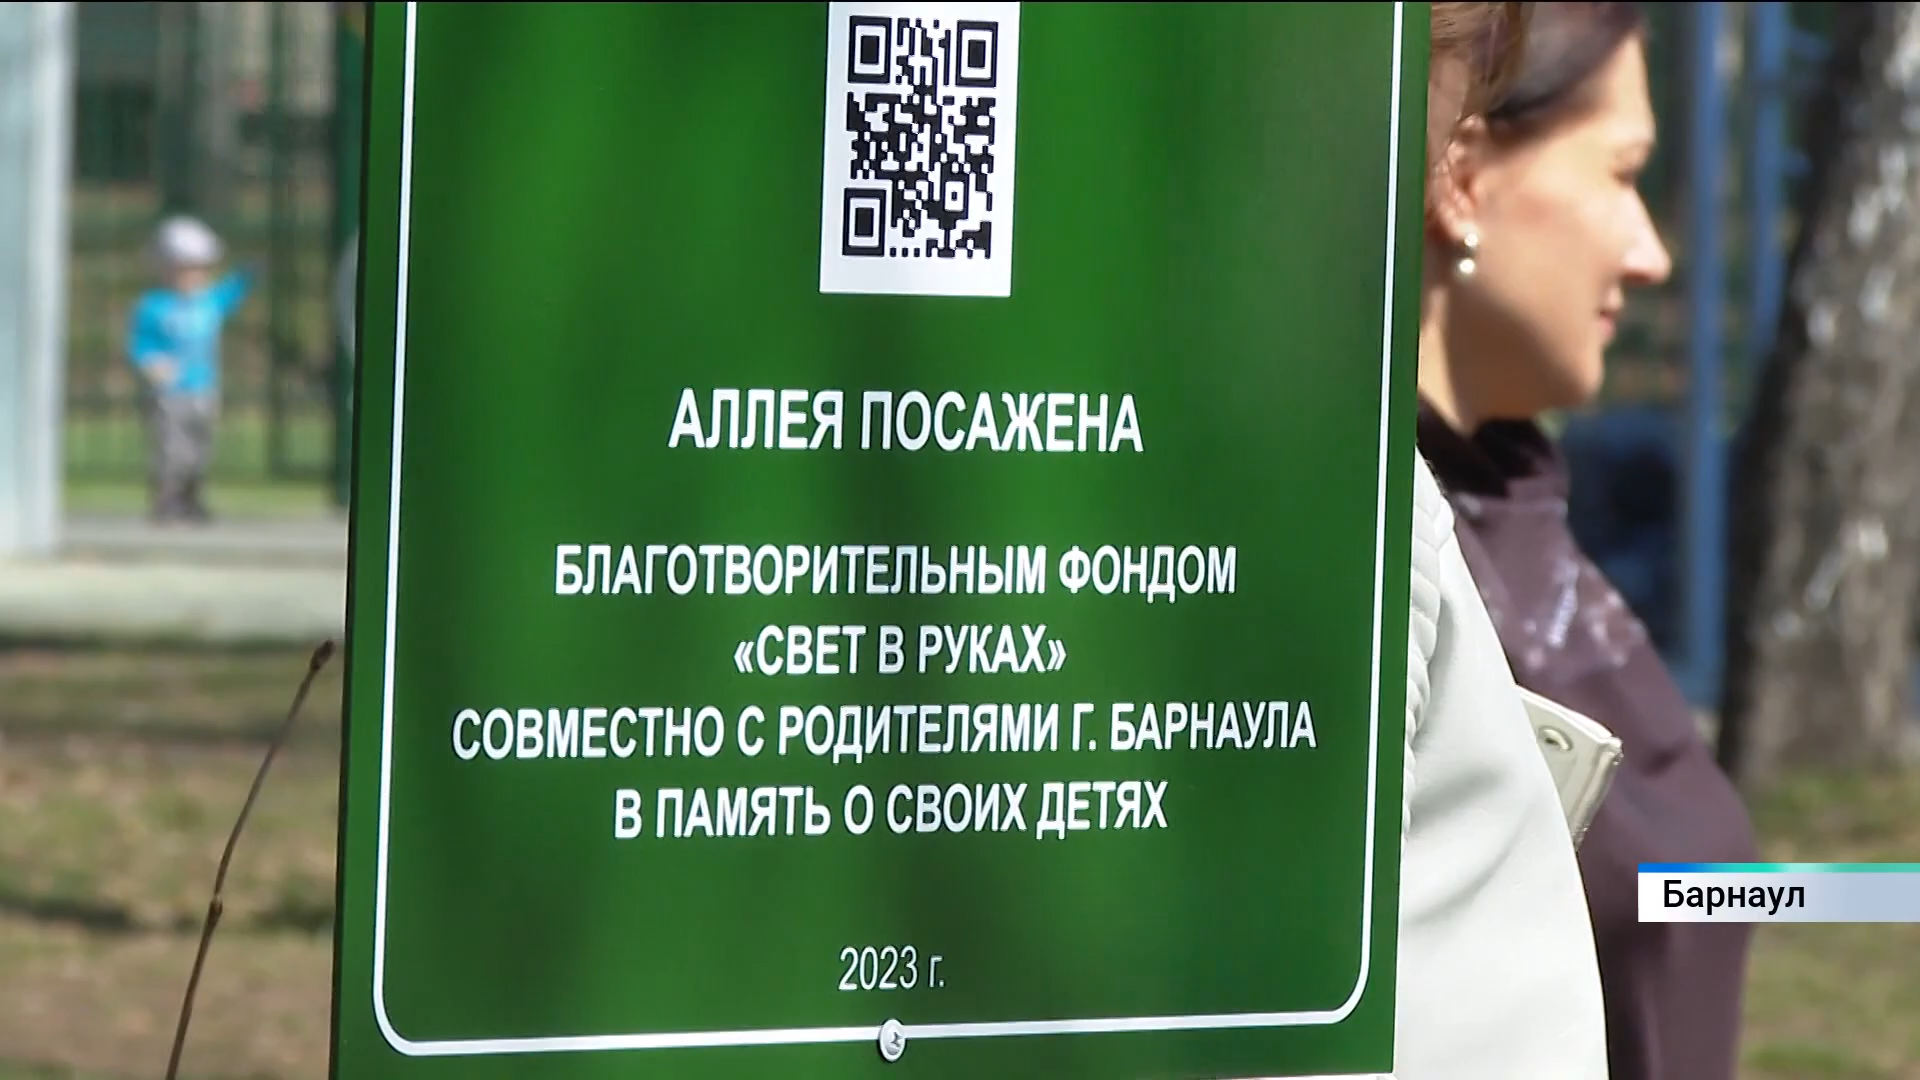 АЛЛЕЯ ПОСАЖЕНА
БЛАГОТВОРИТЕЛЬНЫМ ФОНДОМ
«СВЕТ В РУКАХ»
СОВМЕСТНО С РОДИТЕЛЯМИ Г. БАРНАУЛА
В ПАМЯТЬ О СВОИХ ДЕТЯХ
2023 г.
Барнаул